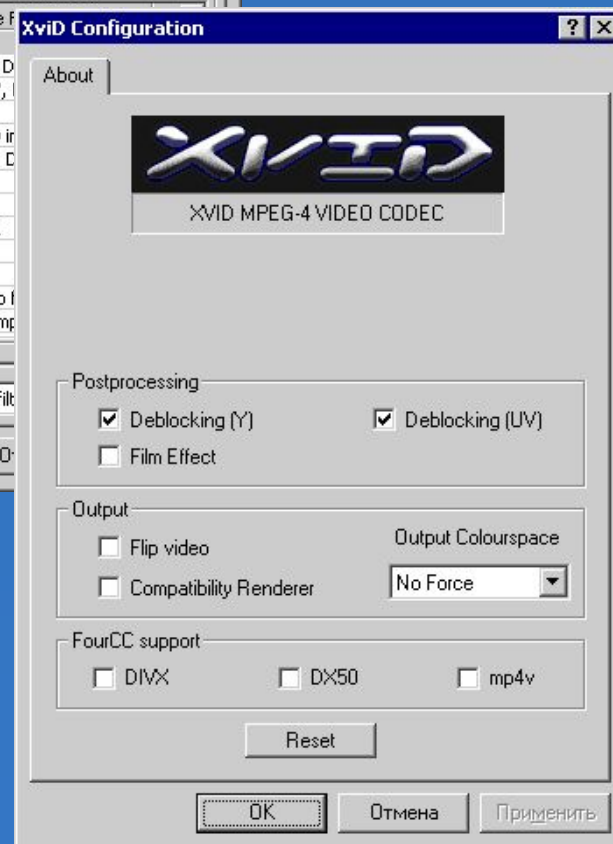 XviD Configuration
About
XVID
XVID MPEG-4 VIDEO CODEC
Postprocessing
Deblocking (Y) Deblocking (UV)
Film Effect
Output
Flip video Output Colourspace
Compatibility Renderer No Force
FourCC support
DIVX DX50 mp4v
Reset
OK Отмена Применить